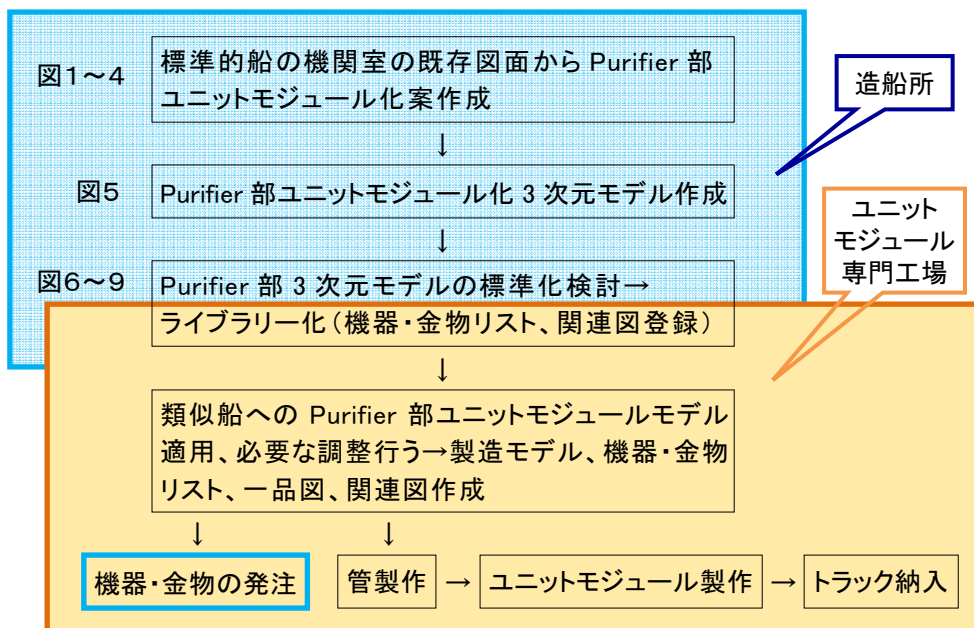 図1~4
標準的船の機関室の既存図面から Purifier 部
ユニットモジュール化案作成
造船所
↓
図5
Purifier 部ユニットモジュール化 3 次元モデル作成
ユニット
モジュール
専門工場
↓
図6~9
Purifier 部 3 次元モデルの標準化検討→
ライブラリー化(機器・金物リスト、関連図登録)
↓
類似船への Purifier 部ユニットモジュールモデル
適用、必要な調整行う→製造モデル、機器・金物
リスト、一品図、関連図作成
↓ ↓
機器・金物の発注 管製作 → ユニットモジュール製作 → トラック納入